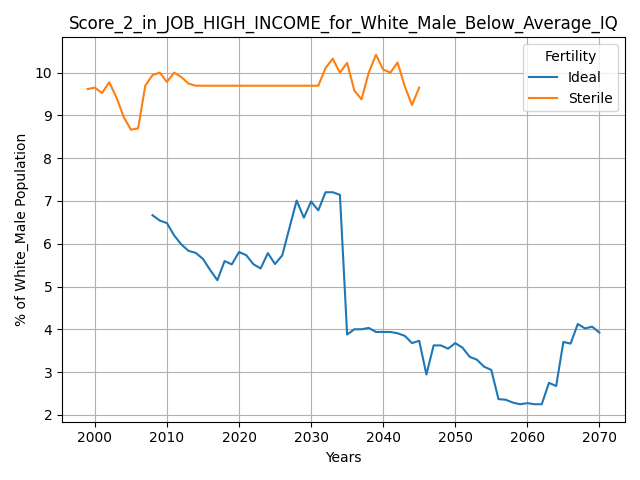 Score_2_in_JOB_HIGH_INCOME_for_White_Male_Below_Average_IQ
Fertility
Ideal
Sterile
% of White_Male Population
10
9
8
7
6
5
4
3
2
2000 2010 2020 2030 2040 2050 2060 2070
Years